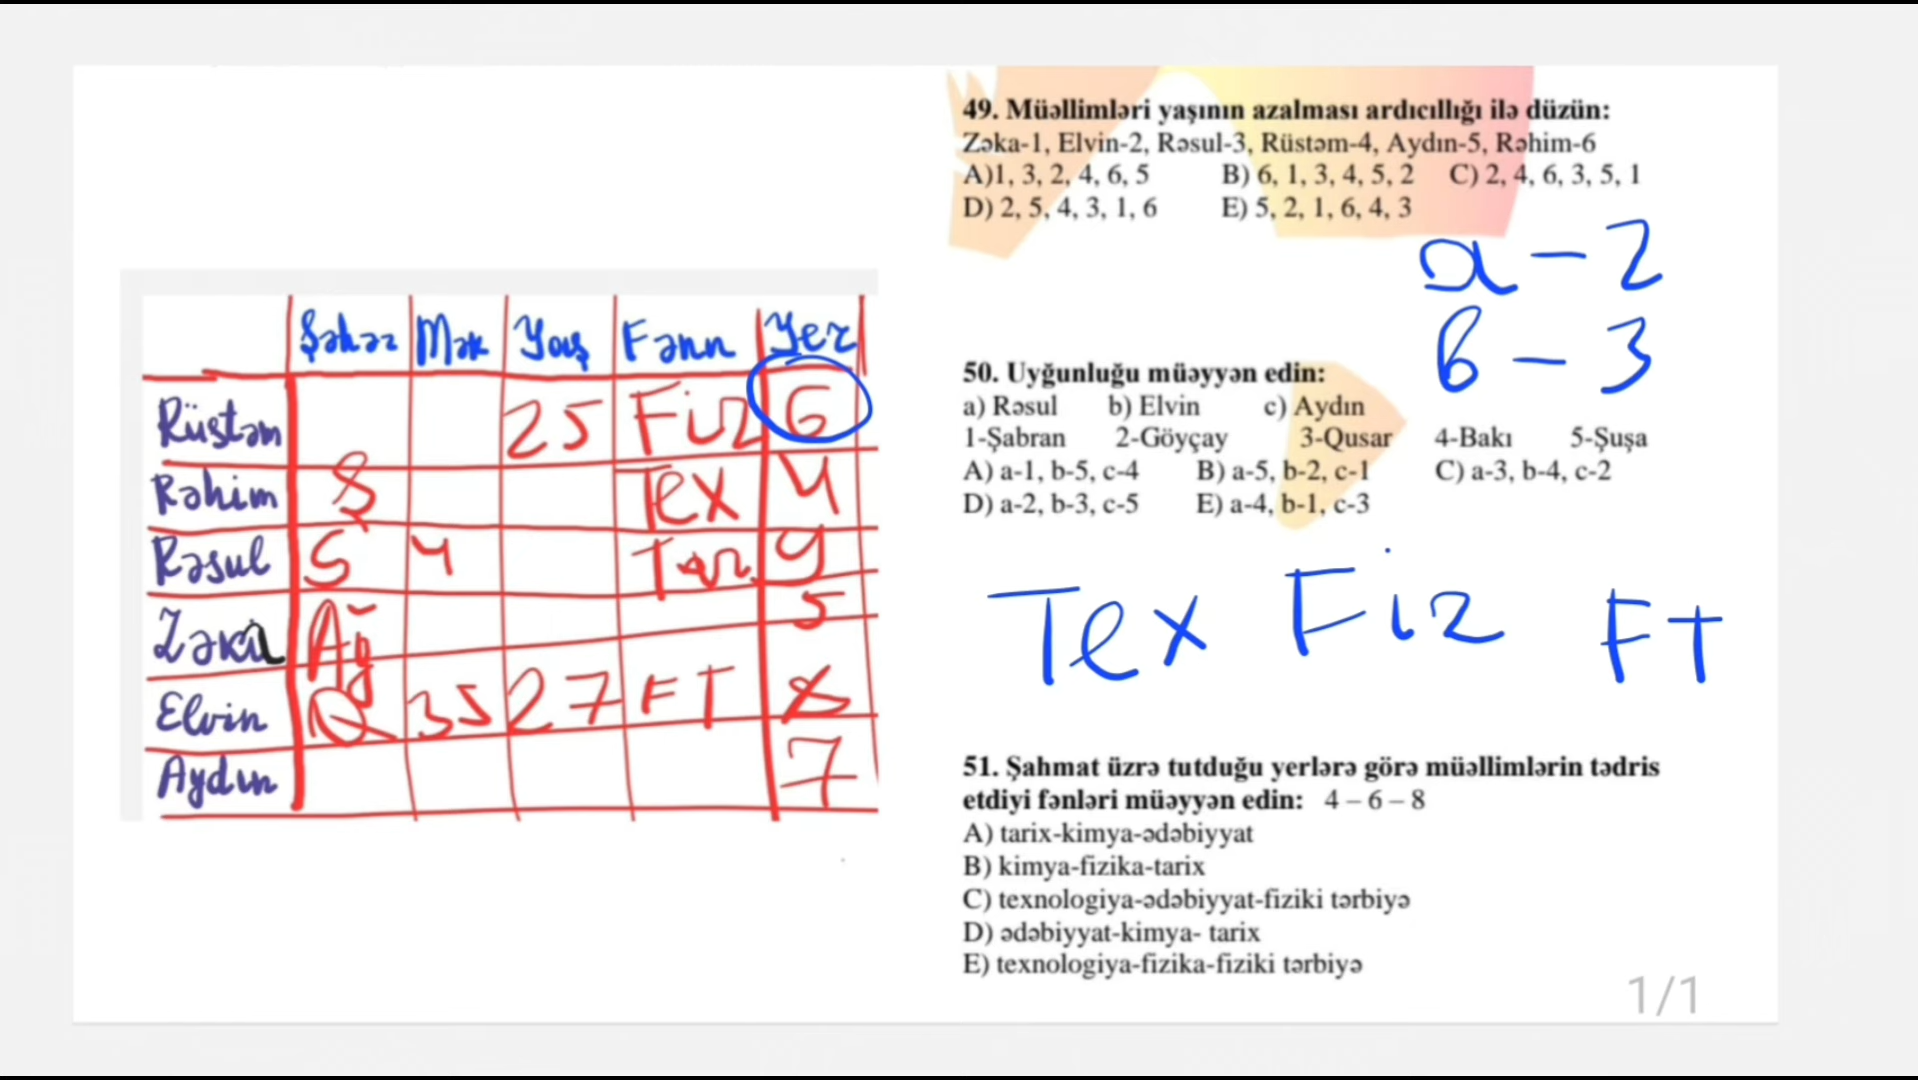 49. Müəllimləri yaşının azalması ardıcıllığı ilə düzün:
Zəka-1, Elvin-2, Rəsul-3, Rüstəm-4, Aydın-5, Rəhim-6
A)1, 3, 2, 4, 6, 5 B) 6, 1, 3, 4, 5, 2 C) 2, 4, 6, 3, 5, 1
D) 2, 5, 4, 3, 1, 6 E) 5, 2, 1, 6, 4, 3
a - 2
b - 3
50. Uyğunluğu müəyyən edin:
a) Rəsul b) Elvin c) Aydın
1-Şabran 2-Göyçay 3-Qusar 4-Bakı 5-Şuşa
A) a-1, b-5, c-4 B) a-5, b-2, c-1 C) a-3, b-4, c-2
D) a-2, b-3, c-5 E) a-4, b-1, c-3
Tex Fiz FT
51. Şahmat üzrə tutduğu yerlərə görə müəllimlərin tədris
etdiyi fənləri müəyyən edin: 4 – 6 – 8
A) tarix-kimya-ədəbiyyat
B) kimya-fizika-tarix
C) texnologiya-ədəbiyyat-fiziki tərbiyə
D) ədəbiyyat-kimya- tarix
E) texnologiya-fizika-fiziki tərbiyə
1/1
Şəhər Mək Yaş Fənn Yer
Rüstəm 25 Fiz 6
Rəhim Ş Tex 4
Rəsul 4 Tar 9
Zəka Ağ 5
Elvin Q 35 27 FT 8
Aydın 7